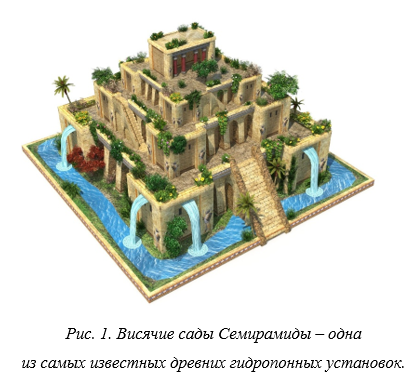 Рис. 1. Висячие сады Семирамиды – одна
из самых известных древних гидропонных установок.